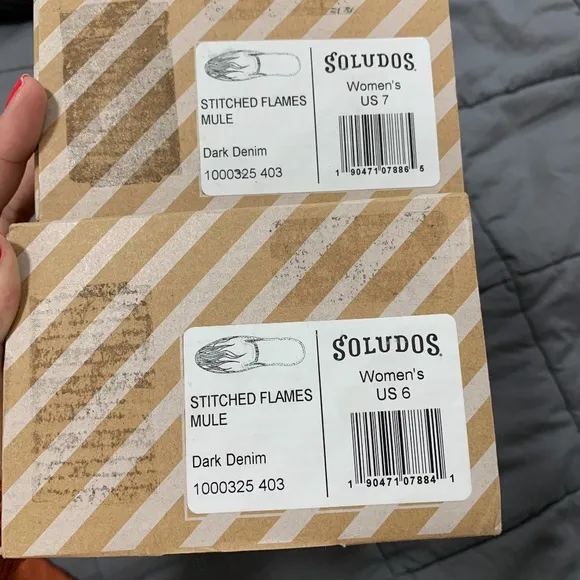 STITCHED FLAMES
MULE
Dark Denim
1000325 403
SOLUDOS
Women's
US 7
1 90471 07886 5
STITCHED FLAMES
MULE
Dark Denim
1000325 403
SOLUDOS
Women's
US 6
1 90471 07884 1